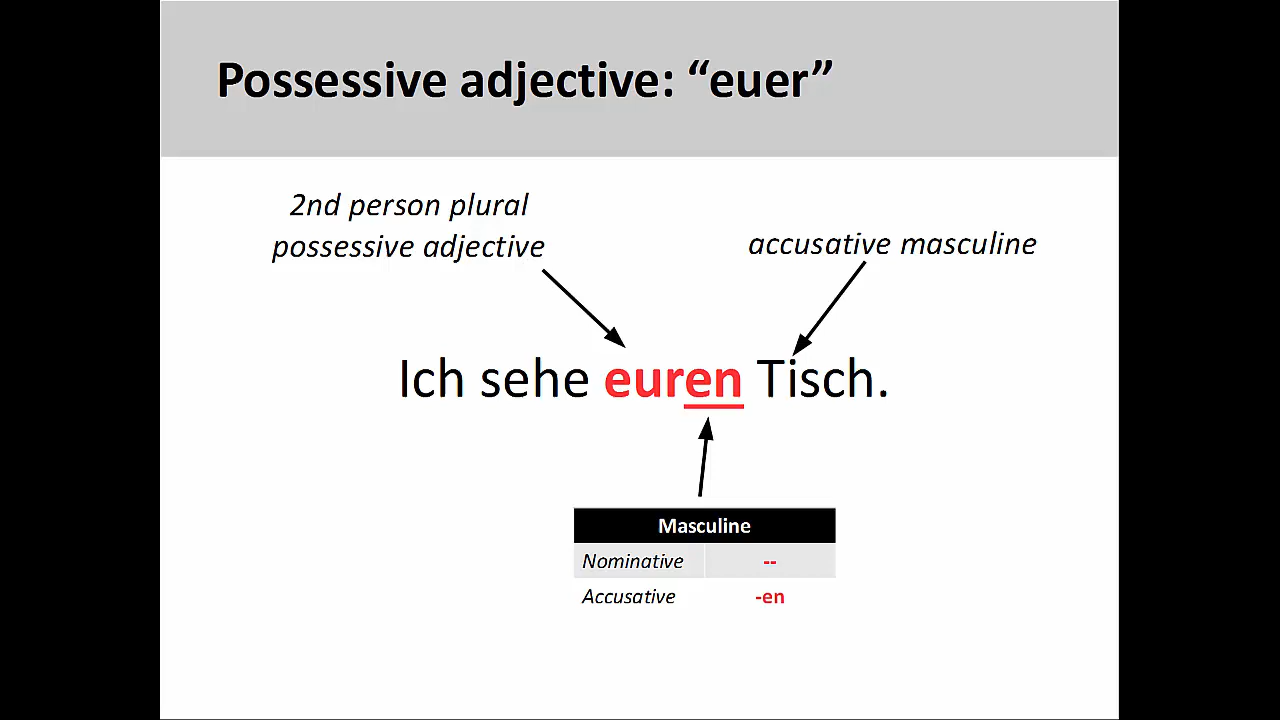 Possessive adjective: “euer”
2nd person plural
possessive adjective
accusative masculine
Ich sehe euren Tisch.
Masculine
Nominative --
Accusative -en